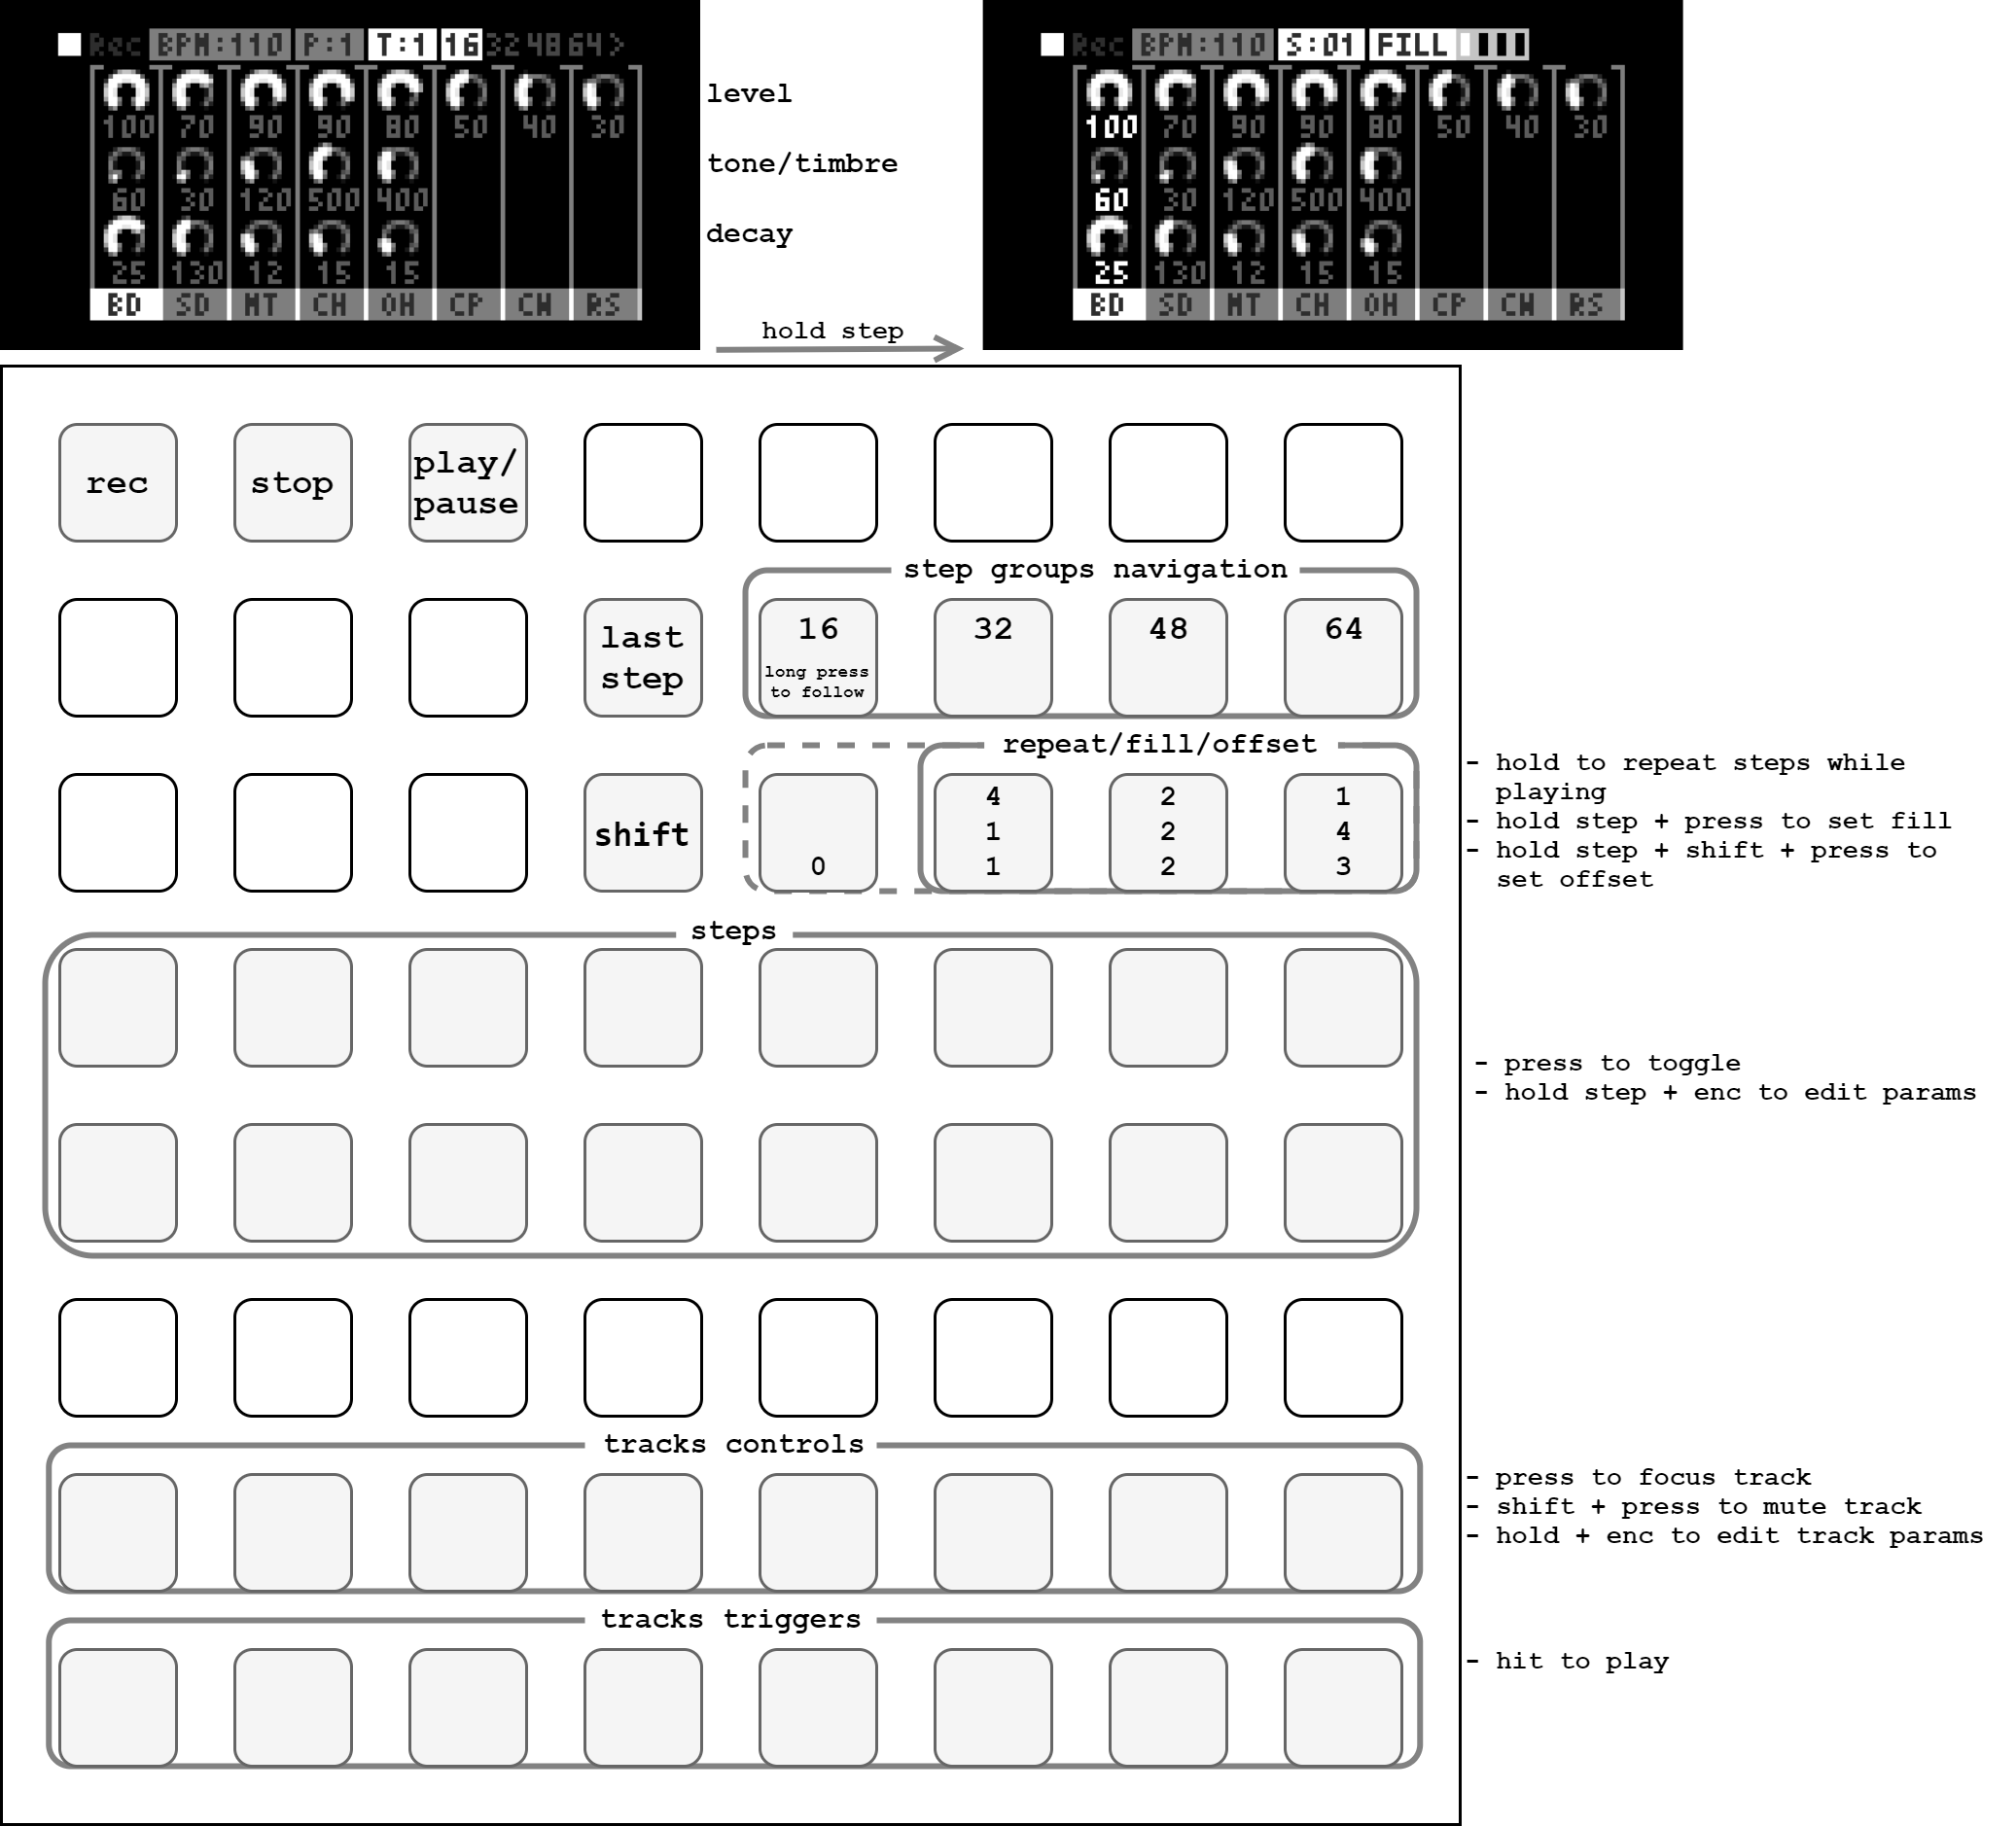 Rec BPM:110 P:1 T:1 16 32 48 64 >
100 70 90 90 80 50 40 30
60 30 120 500 400
25 130 12 15 15
BD SD MT CH OH CP CW RS
level
tone/timbre
decay
hold step
Rec BPM:110 S:01 FILL
100 70 90 90 80 50 40 30
60 30 120 500 400
25 130 12 15 15
BD SD MT CH OH CP CW RS
rec
stop
play/
pause
step groups navigation
last
step
16
long press
to follow
32
48
64
repeat/fill/offset
shift
0
4
1
1
2
2
2
1
4
3
- hold to repeat steps while
playing
- hold step + press to set fill
- hold step + shift + press to
set offset
steps
- press to toggle
- hold step + enc to edit params
tracks controls
- press to focus track
- shift + press to mute track
- hold + enc to edit track params
tracks triggers
- hit to play